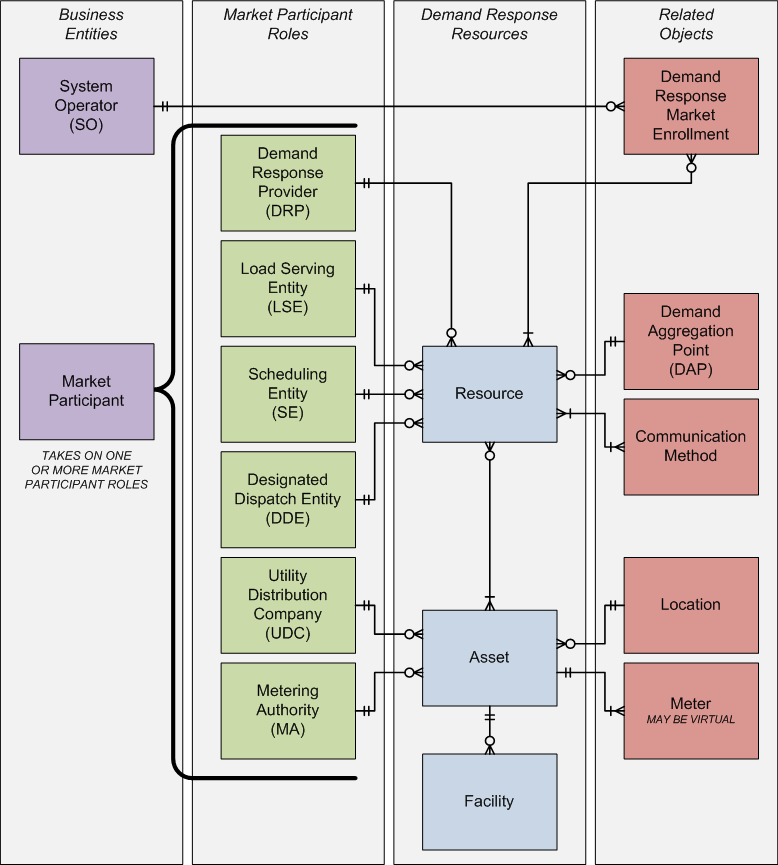 Business
Entities
Market Participant
Roles
Demand Response
Resources
Related
Objects
System
Operator
(SO)
Market
Participant
TAKES ON ONE
OR MORE MARKET
PARTICIPANT ROLES
Demand
Response
Provider
(DRP)
Load Serving
Entity
(LSE)
Scheduling
Entity
(SE)
Designated
Dispatch Entity
(DDE)
Utility
Distribution
Company
(UDC)
Metering
Authority
(MA)
Resource
Asset
Facility
Demand
Response
Market
Enrollment
Demand
Aggregation
Point
(DAP)
Communication
Method
Location
Meter
MAY BE VIRTUAL